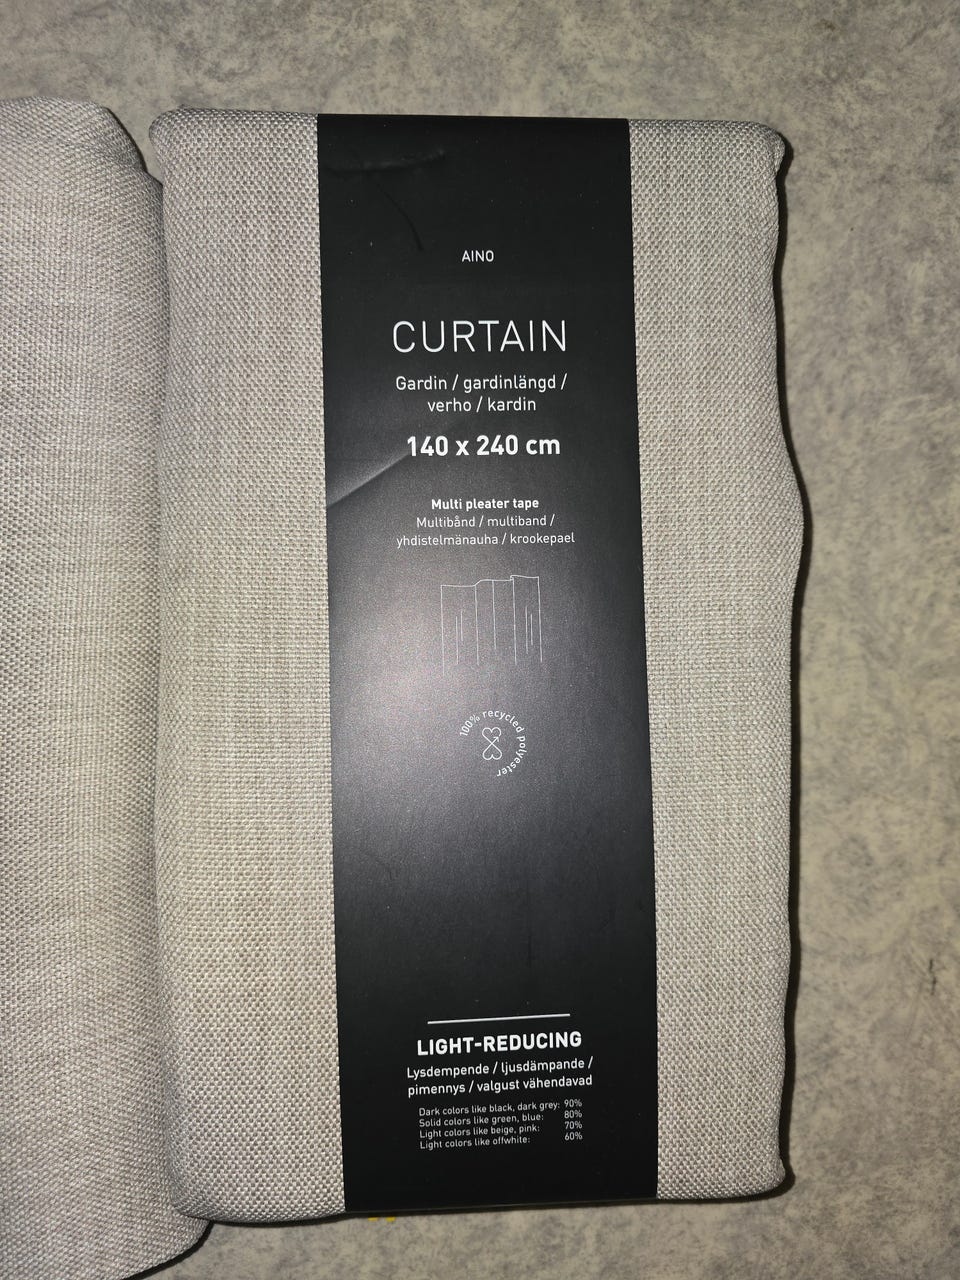 AINO
CURTAIN
Gardin / gardinlängd /
verho / kardin
140 x 240 cm
Multi pleater tape
Multibånd / multiband /
yhdistelmänauha / krookepael
100% recycled polyester
LIGHT-REDUCING
Lysdempende / ljusdämpande /
pimennys / valgust vähendavad
Dark colors like black, dark grey: 90%
Solid colors like green, blue: 80%
Light colors like beige, pink: 70%
Light colors like offwhite: 60%